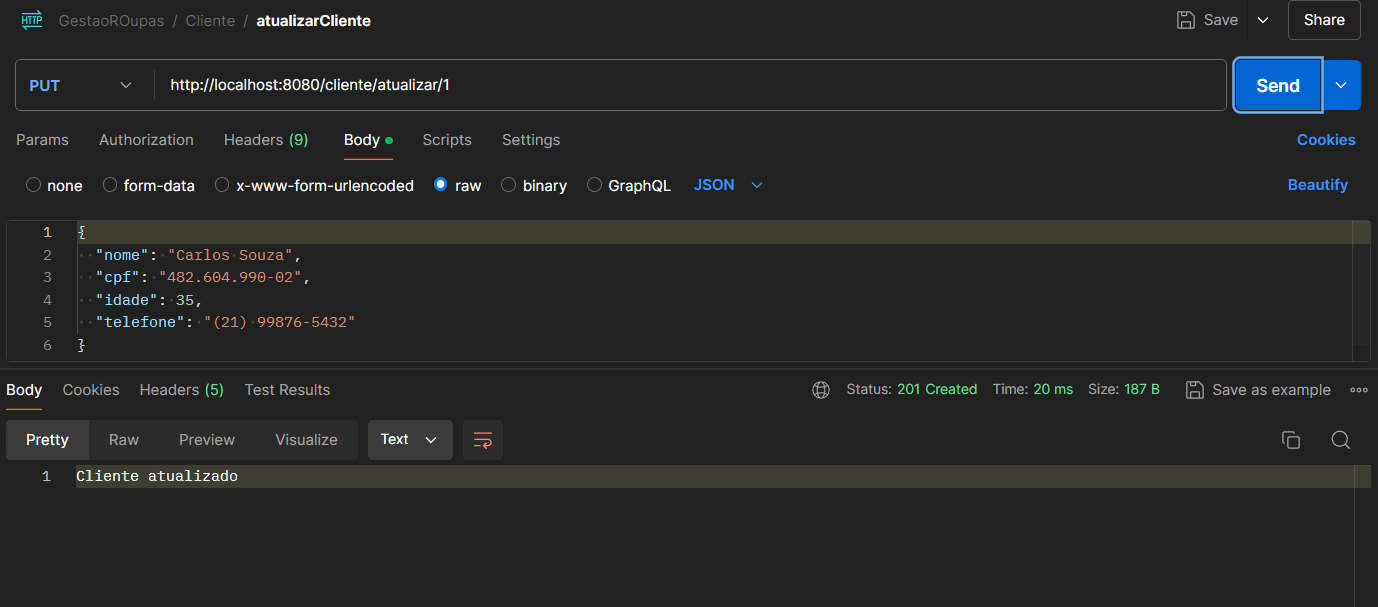 HTTP GestaoROupas / Cliente / atualizarCliente Save Share
PUT http://localhost:8080/cliente/atualizar/1 Send
Params Authorization Headers (9) Body Scripts Settings Cookies
none form-data x-www-form-urlencoded raw binary GraphQL JSON Beautify
1 {
2 "nome": "Carlos Souza",
3 "cpf": "482.604.990-02",
4 "idade": 35,
5 "telefone": "(21) 99876-5432"
6 }
Body Cookies Headers (5) Test Results Status: 201 Created Time: 20 ms Size: 187 B Save as example
Pretty Raw Preview Visualize Text
1 Cliente atualizado